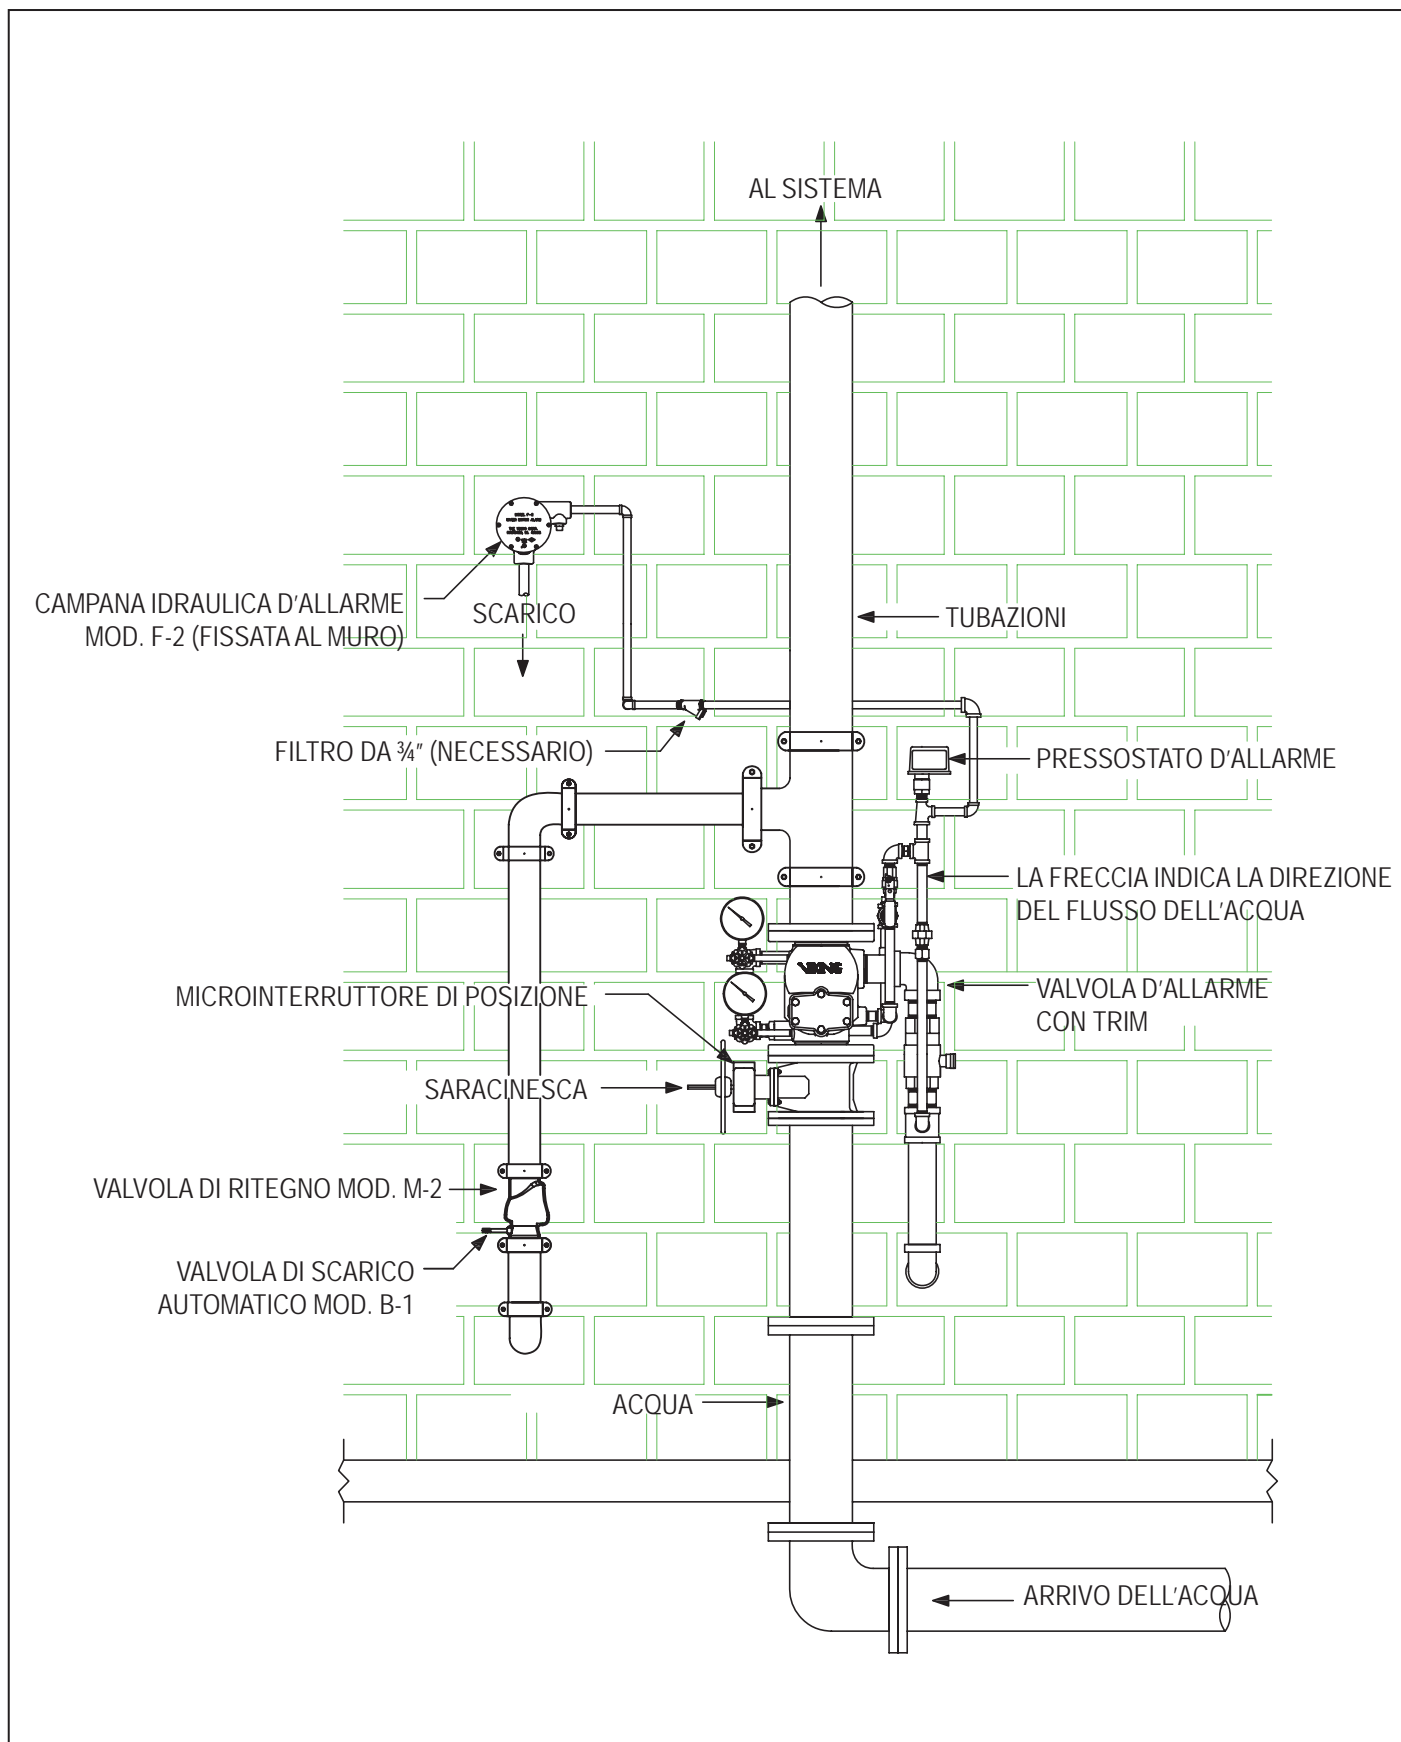 AL SISTEMA
CAMPANA IDRAULICA D'ALLARME
MOD. F-2 (FISSATA AL MURO)
SCARICO
TUBAZIONI
FILTRO DA ¾" (NECESSARIO)
PRESSOSTATO D'ALLARME
LA FRECCIA INDICA LA DIREZIONE
DEL FLUSSO DELL'ACQUA
VIKING
MICROINTERRUTTORE DI POSIZIONE
VALVOLA D'ALLARME
CON TRIM
SARACINESCA
VALVOLA DI RITEGNO MOD. M-2
VALVOLA DI SCARICO
AUTOMATICO MOD. B-1
ACQUA
ARRIVO DELL'ACQUA